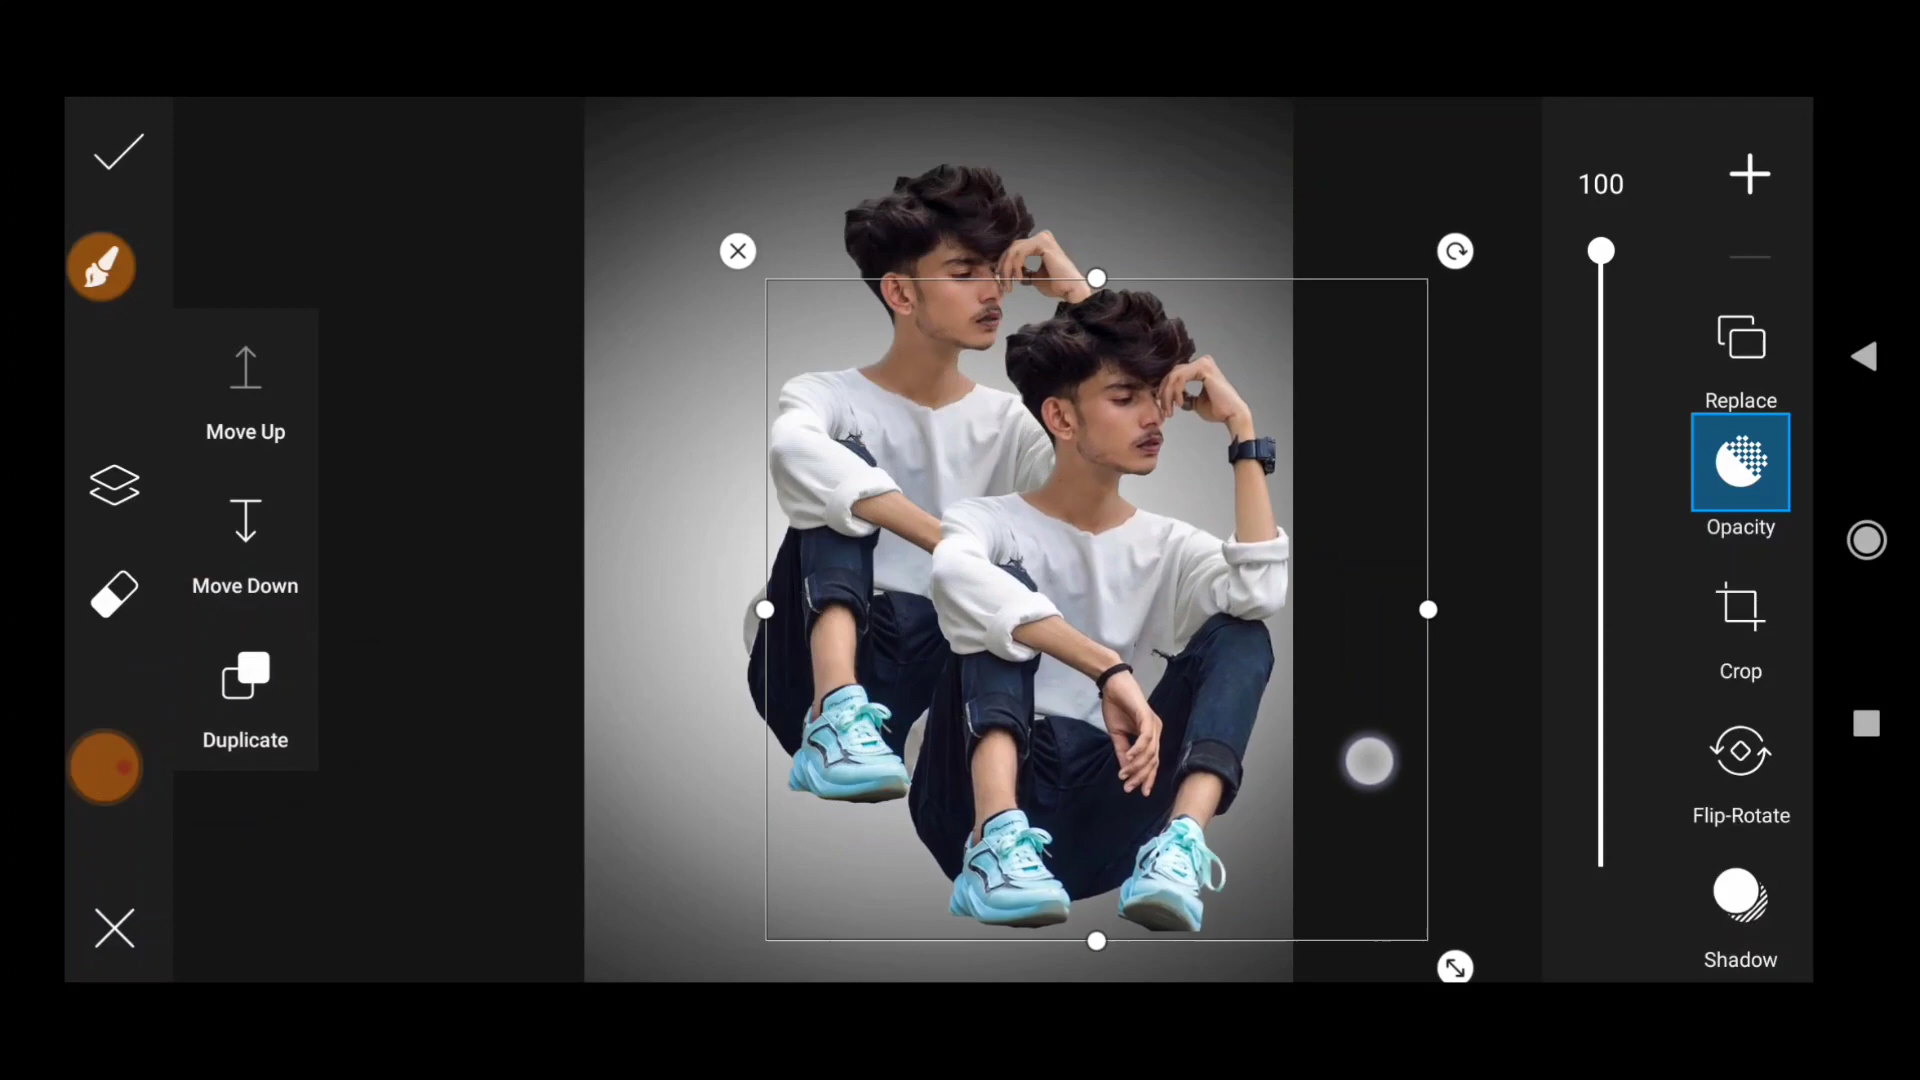 100
Move Up
Move Down
Duplicate
Replace
Opacity
Crop
Flip-Rotate
Shadow